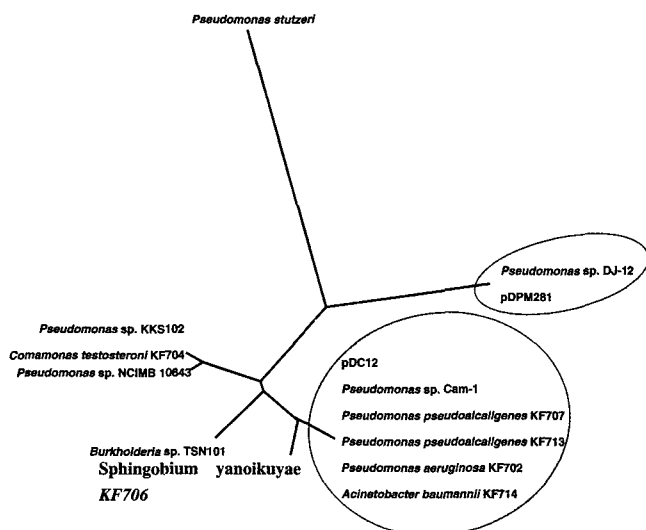 Pseudomonas stutzeri
Pseudomonas sp. DJ-12
pDPM281
Pseudomonas sp. KKS102
Comamonas testosteroni KF704
Pseudomonas sp. NCIMB 10643
pDC12
Pseudomonas sp. Cam-1
Pseudomonas pseudoalcaligenes KF707
Pseudomonas pseudoalcaligenes KF713
Pseudomonas aeruginosa KF702
Acinetobacter baumannii KF714
Burkholderia sp. TSN101
Sphingobium yanoikuyae
KF706